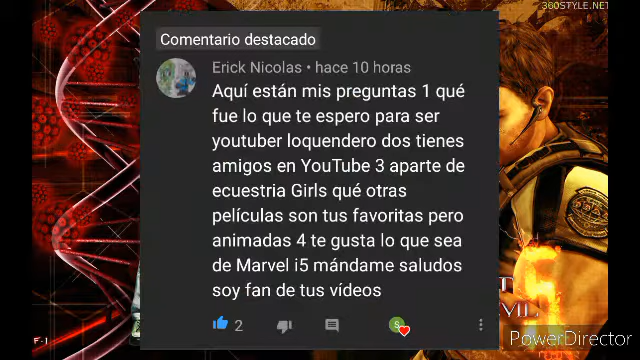 360STYLE.NET
Comentario destacado
Erick Nicolas • hace 10 horas
Aquí están mis preguntas 1 qué
fue lo que te espero para ser
youtuber loquendero dos tienes
amigos en YouTube 3 aparte de
ecuestria Girls qué otras
películas son tus favoritas pero
animadas 4 te gusta lo que sea
de Marvel i5 mándame saludos
soy fan de tus vídeos
2
S
PowerDirector
F-1